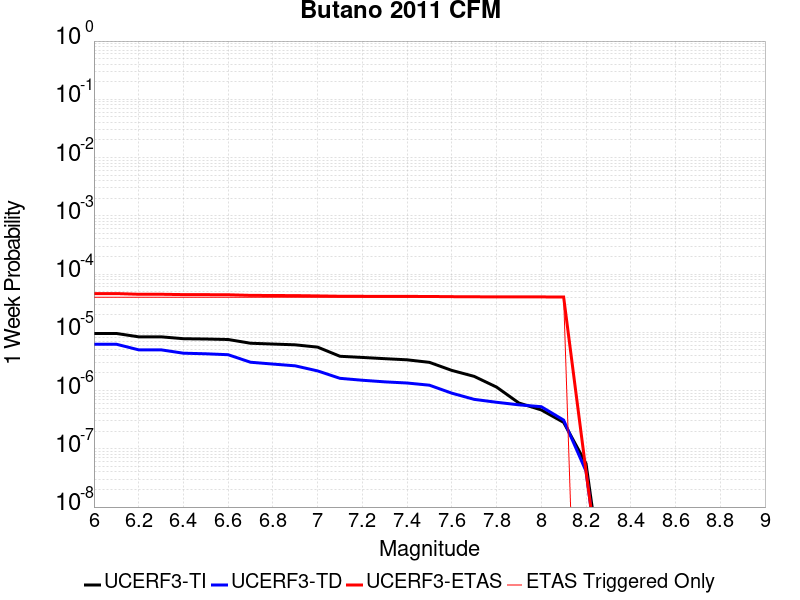 Butano 2011 CFM
10^0
10^-1
10^-2
10^-3
10^-4
10^-5
10^-6
10^-7
10^-8
1 Week Probability
6 6.2 6.4 6.6 6.8 7 7.2 7.4 7.6 7.8 8 8.2 8.4 8.6 8.8 9
Magnitude
UCERF3-TI UCERF3-TD UCERF3-ETAS ETAS Triggered Only